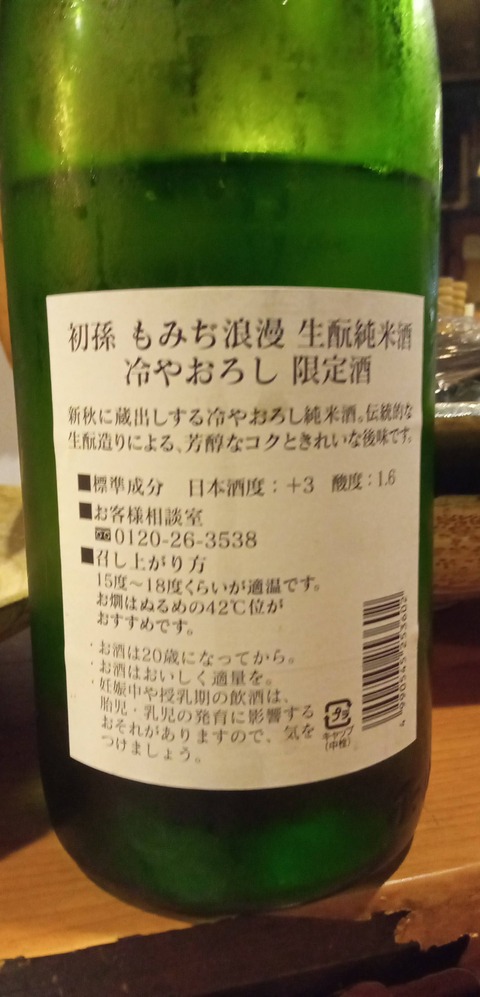 初孫 もみぢ浪漫 生酛純米酒
冷やおろし 限定酒
新秋に蔵出しする冷やおろし純米酒。伝統的な
生酛造りによる、芳醇なコクときれいな後味です。
■標準成分 日本酒度：＋3 酸度：1.6
■お客様相談室
0120-26-3538
■召し上がり方
15度～18度くらいが適温です。
お燗はぬるめの42℃位が
おすすめです。
・お酒は20歳になってから。
・お酒はおいしく適量を。
・妊娠中や授乳期の飲酒は、
胎児・乳児の発育に影響する
おそれがありますので、気を
つけましょう。
プラ
キャップ
(中栓)
4 990545 253602